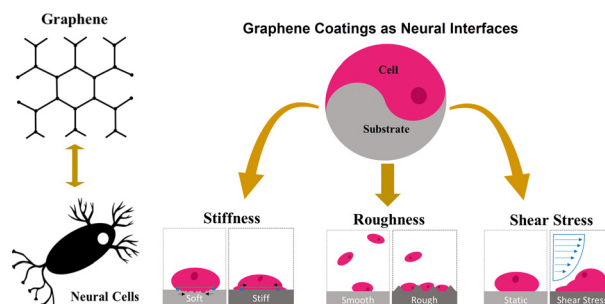 Graphene
Graphene Coatings as Neural Interfaces
Cell
Substrate
Stiffness
Roughness
Shear Stress
Soft
Stiff
Smooth
Rough
Static
Shear Stress
Neural Cells